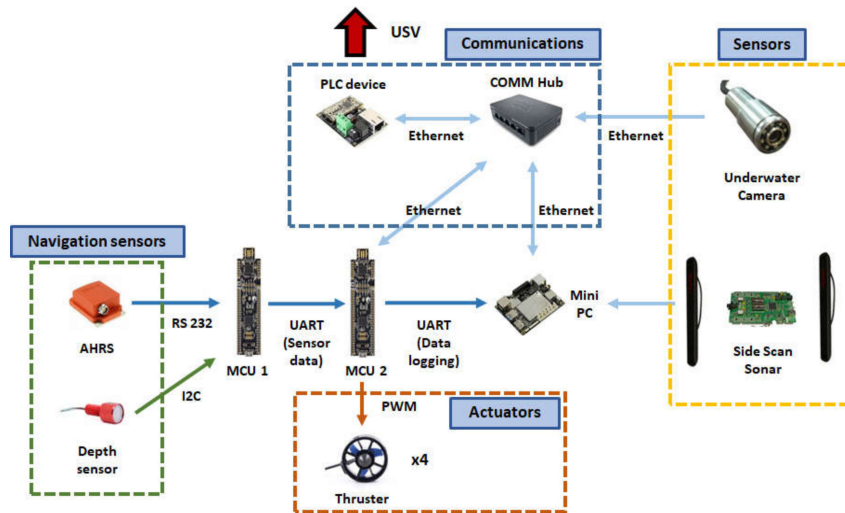 USV
Communications
Sensors
PLC device
COMM Hub
Ethernet
Ethernet
Underwater
Camera
Ethernet
Ethernet
Navigation sensors
AHRS
RS 232
MCU 1
UART
(Sensor
data)
MCU 2
UART
(Data
logging)
Mini
PC
Side Scan
Sonar
I2C
Depth
sensor
PWM
Actuators
x4
Thruster